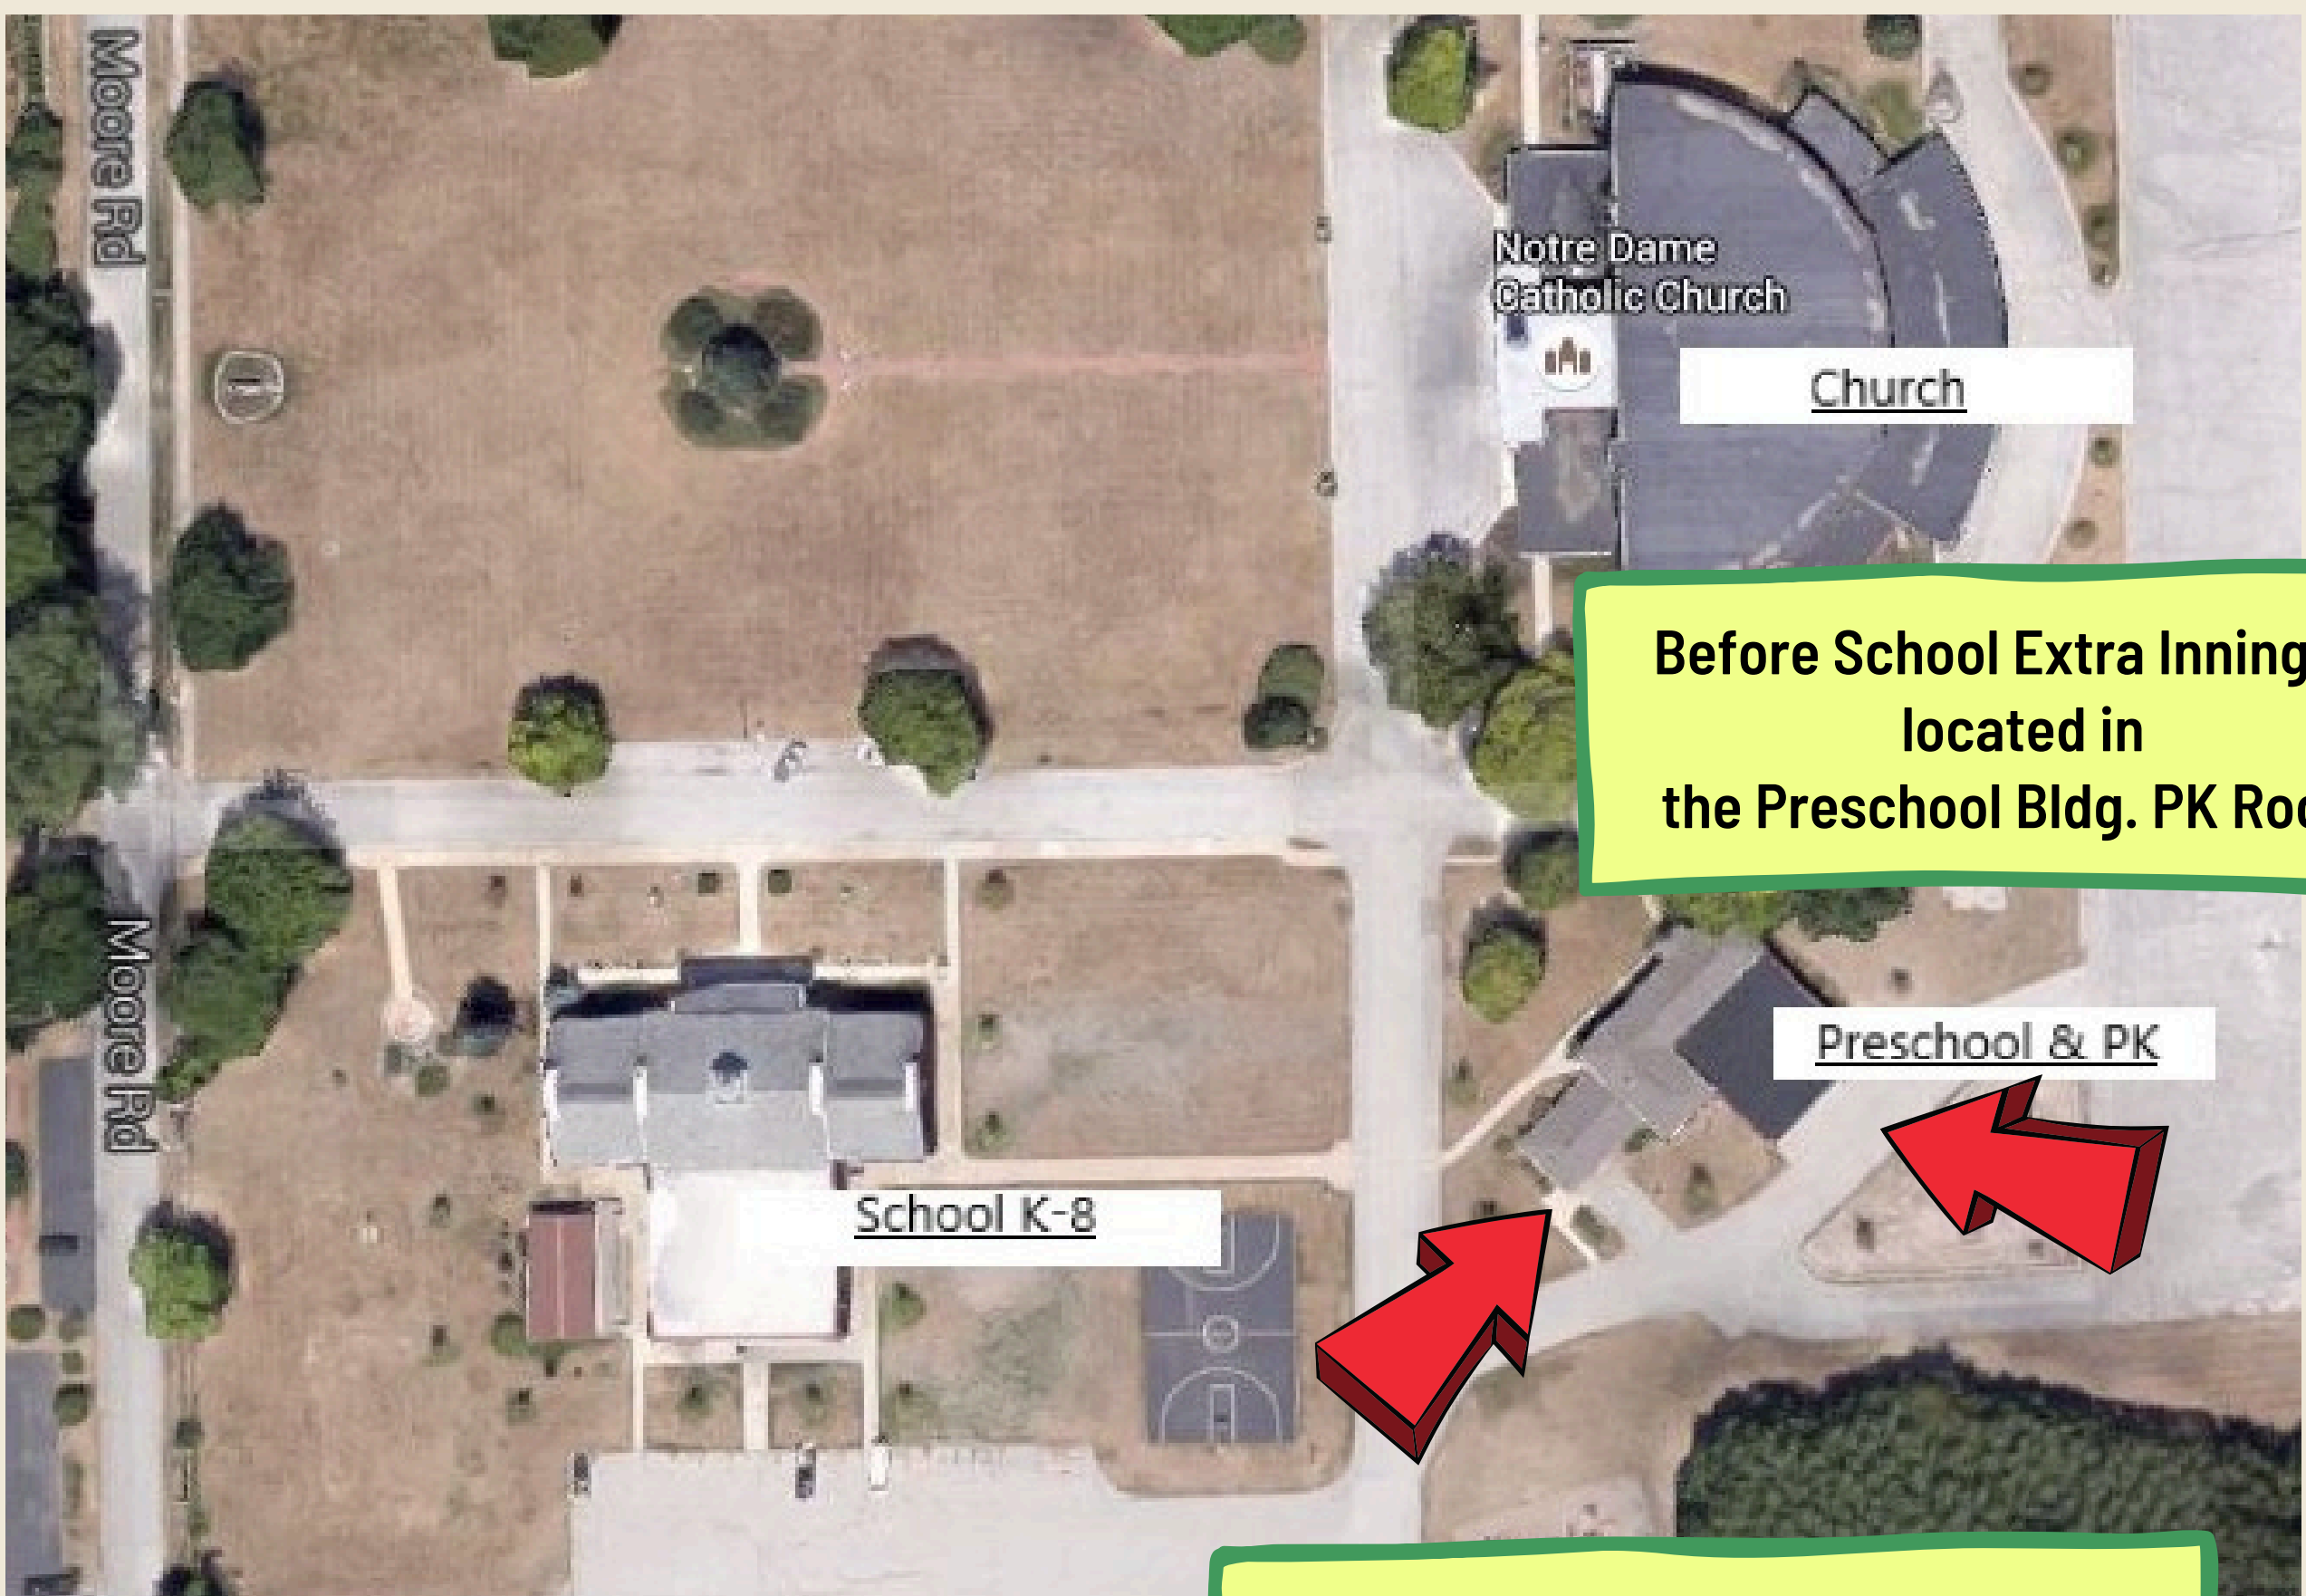 Moore Rd
Notre Dame
Catholic Church
Church
Before School Extra Inning
located in
the Preschool Bldg. PK
Moore Rd
Preschool & PK
School K-8